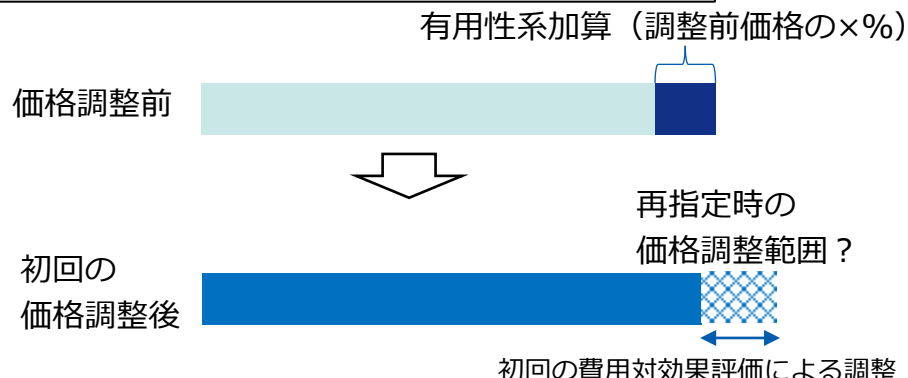 有用性系加算（調整前価格の×%）
価格調整前
再指定時の
価格調整範囲？
初回の
価格調整後
初回の費用対効果評価による調整